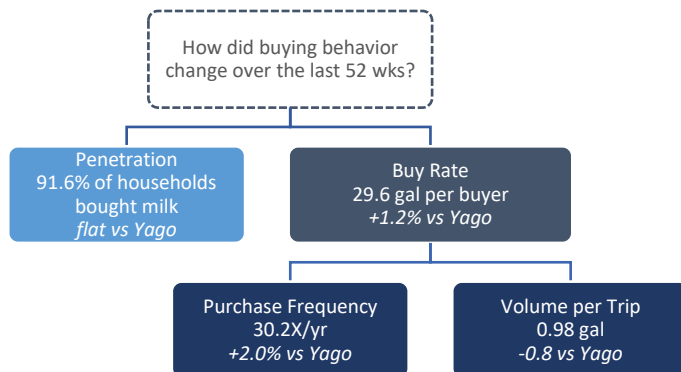 How did buying behavior
change over the last 52 wks?
Penetration
91.6% of households
bought milk
flat vs Yago
Buy Rate
29.6 gal per buyer
+1.2% vs Yago
Purchase Frequency
30.2X/yr
+2.0% vs Yago
Volume per Trip
0.98 gal
-0.8 vs Yago